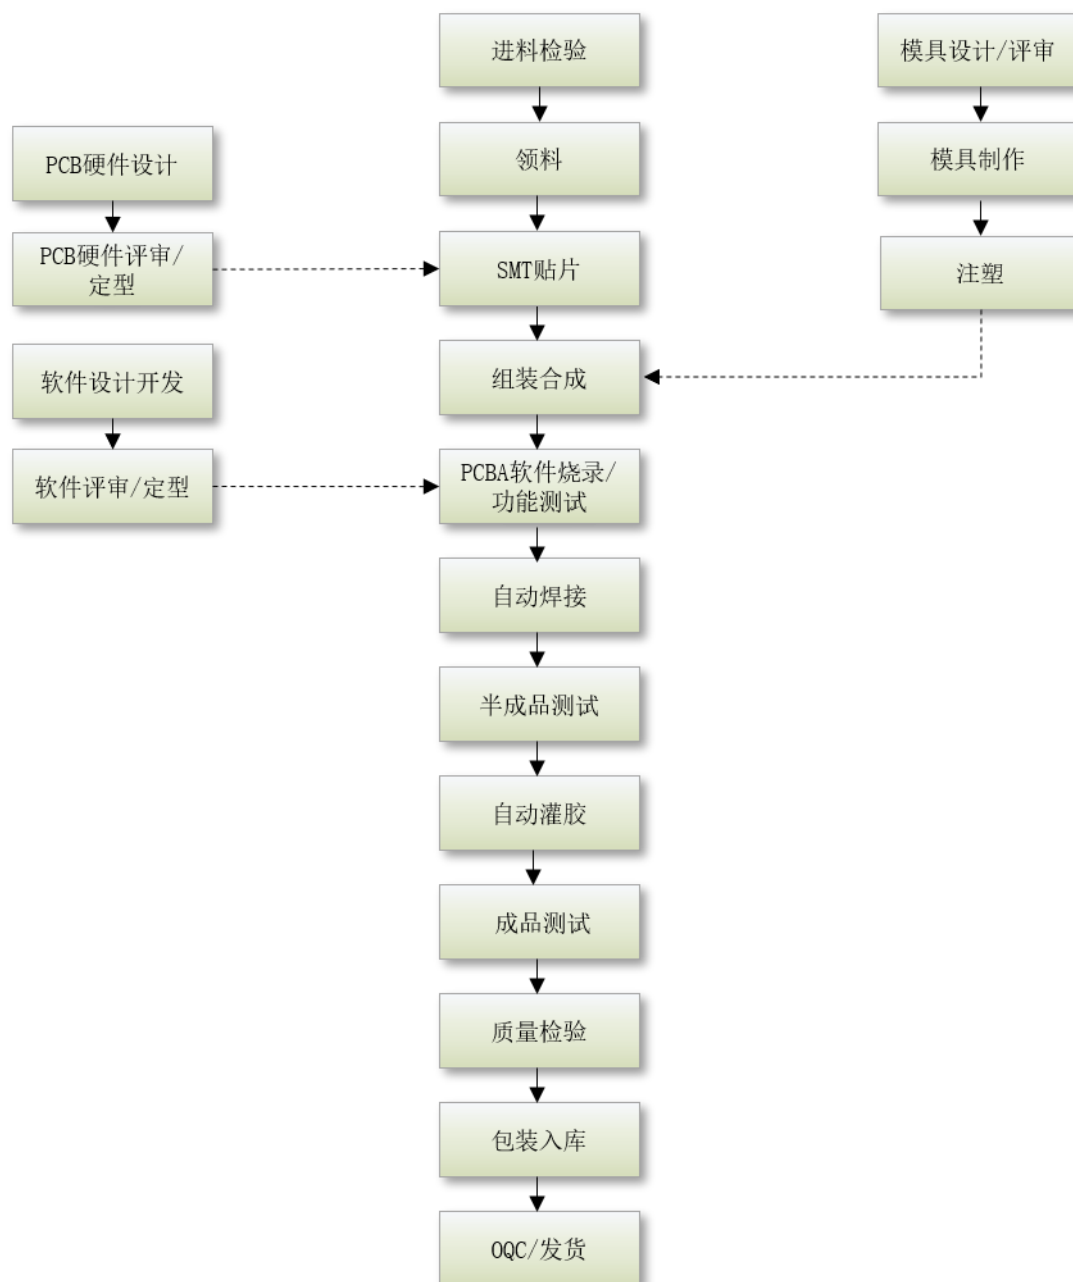 进料检验
模具设计/评审
领料
模具制作
PCB硬件设计
PCB硬件评审/
定型
SMT贴片
注塑
软件设计开发
组装合成
软件评审/定型
PCBA软件烧录/
功能测试
自动焊接
半成品测试
自动灌胶
成品测试
质量检验
包装入库
OQC/发货